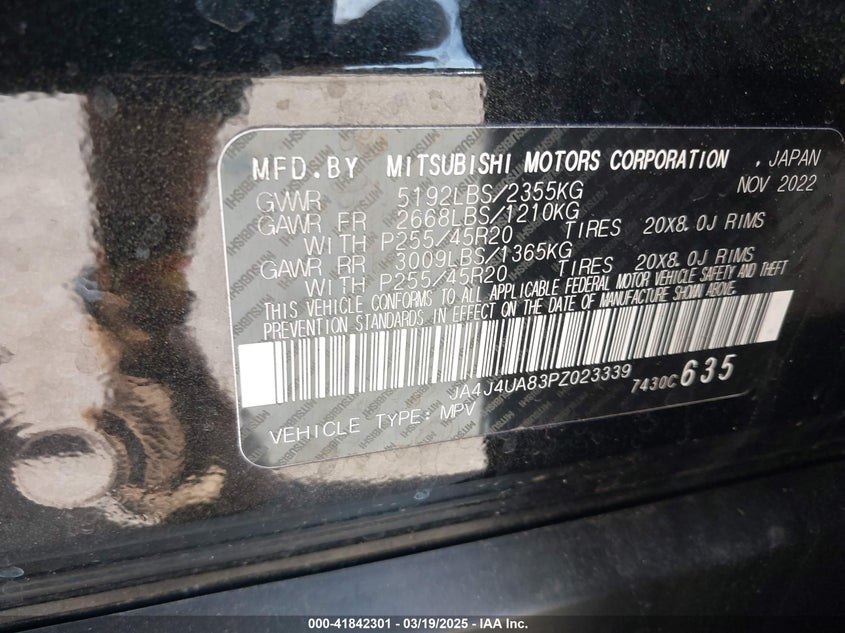 MFD.BY MITSUBISHI MOTORS CORPORATION , JAPAN
NOV 2022
GVWR 5192LBS/2355KG
GAWR FR 2668LBS/1210KG
WITH P255/45R20 TIRES 20X8.0J RIMS
GAWR RR 3009LBS/1365KG
WITH P255/45R20 TIRES 20X8.0J RIMS
THIS VEHICLE CONFORMS TO ALL APPLICABLE FEDERAL MOTOR VEHICLE SAFETY AND THEFT
PREVENTION STANDARDS IN EFFECT ON THE DATE OF MANUFACTURE SHOWN ABOVE.
JA4J4UA83PZ023339
7430C 635
VEHICLE TYPE: MPV
000-41842301 - 03/19/2025 - IAA Inc.